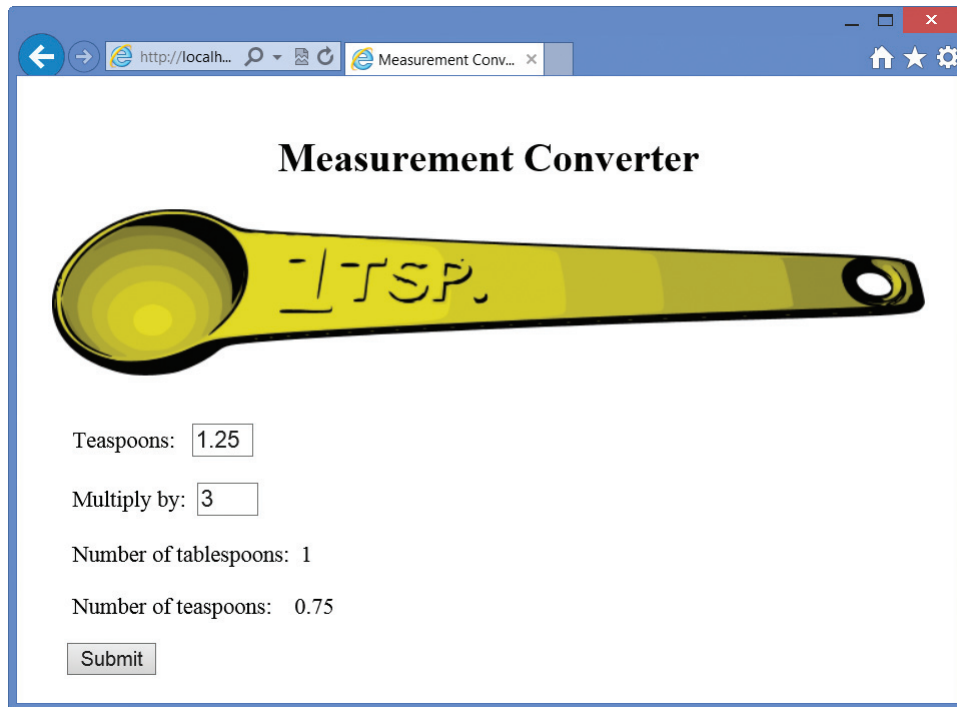 http://localh...
Measurement Conv...
Measurement Converter
1 TSP.
Teaspoons: 1.25
Multiply by: 3
Number of tablespoons: 1
Number of teaspoons: 0.75
Submit